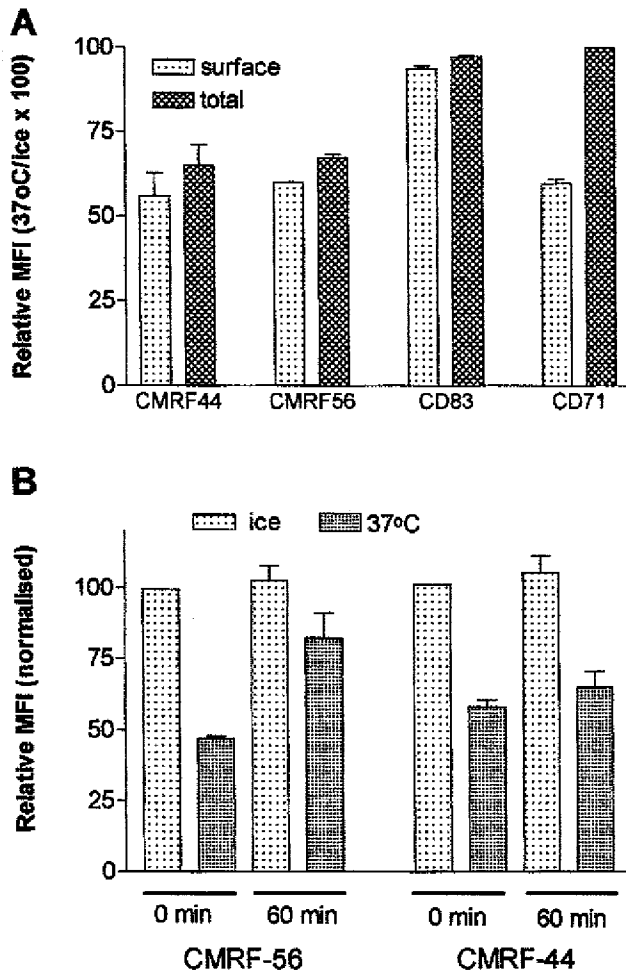 A
Relative MFI (37oC/ice x 100)
100
75
50
25
0
surface
total
CMRF44 CMRF56 CD83 CD71
B
Relative MFI (normalised)
ice 37ºC
100
75
50
25
0
0 min 60 min 0 min 60 min
CMRF-56 CMRF-44